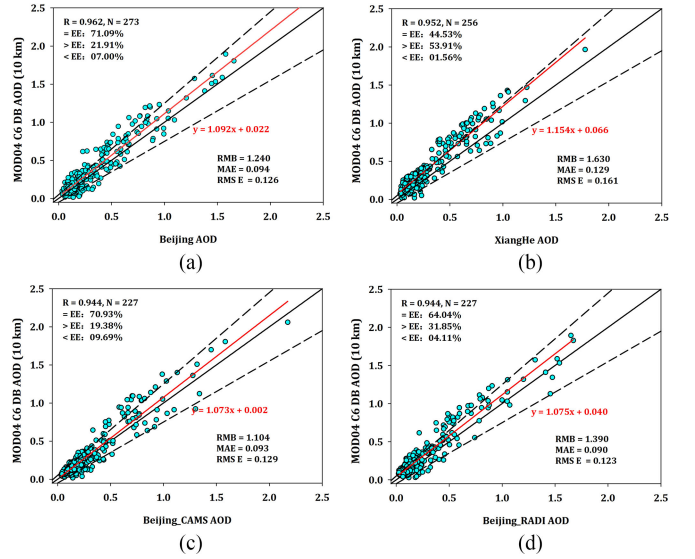 2.5
2.0
1.5
1.0
0.5
0.0
MOD04 C6 DB AOD (10 km)
R = 0.962, N = 273
= EE: 71.09%
> EE: 21.91%
< EE: 07.00%
y = 1.092x + 0.022
RMB = 1.240
MAE = 0.094
RMS E = 0.126
0.0 0.5 1.0 1.5 2.0 2.5
Beijing AOD
(a)
2.5
2.0
1.5
1.0
0.5
0.0
MOD04 C6 DB AOD (10 km)
R = 0.952, N = 256
= EE: 44.53%
> EE: 53.91%
< EE: 01.56%
y = 1.154x + 0.066
RMB = 1.630
MAE = 0.129
RMS E = 0.161
0.0 0.5 1.0 1.5 2.0 2.5
XiangHe AOD
(b)
2.5
2.0
1.5
1.0
0.5
0.0
MOD04 C6 DB AOD (10 km)
R = 0.944, N = 227
= EE: 70.93%
> EE: 19.38%
< EE: 09.69%
= 1.073x + 0.002
RMB = 1.104
MAE = 0.093
RMS E = 0.129
0.0 0.5 1.0 1.5 2.0 2.5
Beijing_CAMS AOD
(c)
2.5
2.0
1.5
1.0
0.5
0.0
MOD04 C6 DB AOD (10 km)
R = 0.944, N = 227
= EE: 64.04%
> EE: 31.85%
< EE: 04.11%
y = 1.075x + 0.040
RMB = 1.390
MAE = 0.090
RMS E = 0.123
0.0 0.5 1.0 1.5 2.0 2.5
Beijing_RADI AOD
(d)